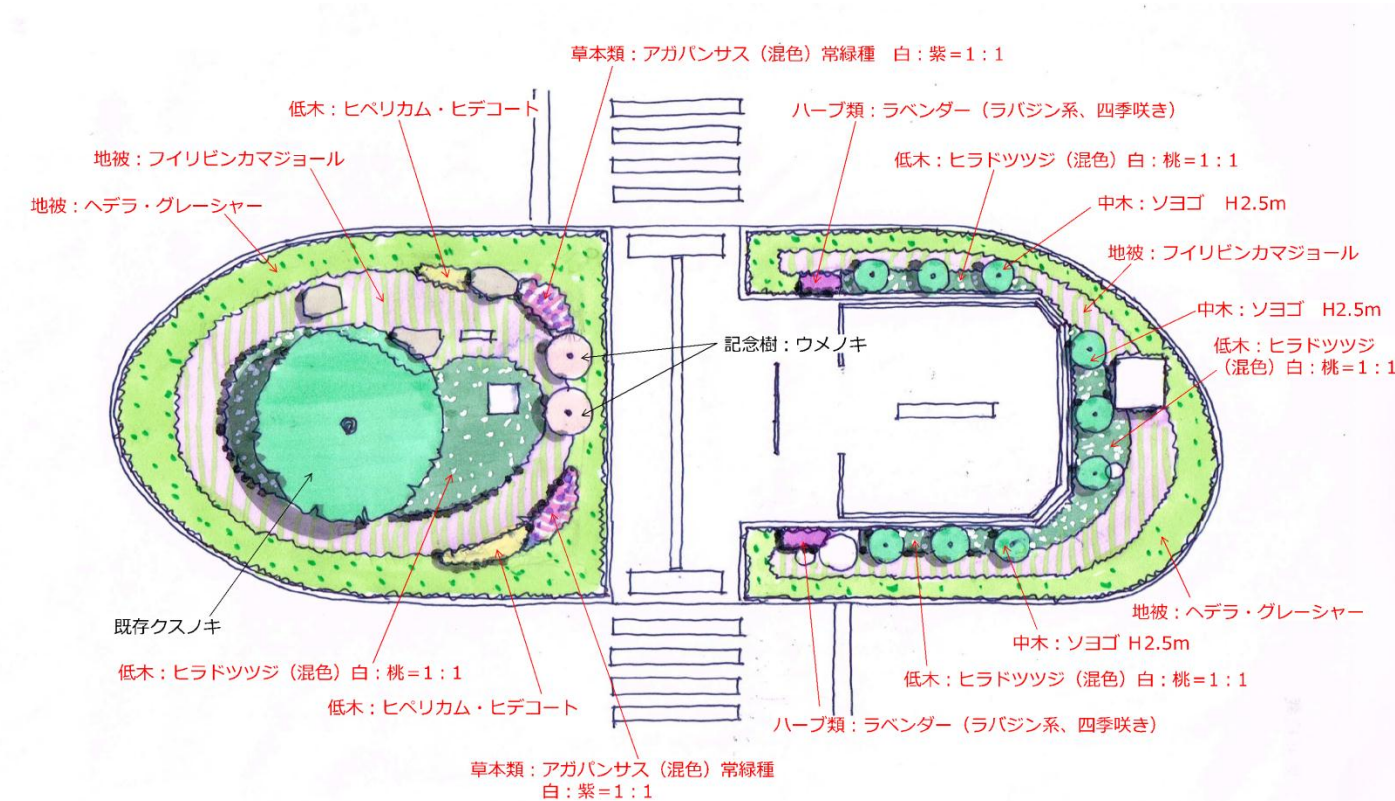 草本類：アガパンサス（混色）常緑種　白：紫＝1：1
低木：ヒペリカム・ヒデコート
ハーブ類：ラベンダー（ラバジン系、四季咲き）
地被：フイリビンカマジョール
低木：ヒラドツツジ（混色）白：桃＝1：1
地被：ヘデラ・グレーシャー
中木：ソヨゴ　H2.5m
地被：フイリビンカマジョール
中木：ソヨゴ　H2.5m
記念樹：ウメノキ
低木：ヒラドツツジ
（混色）白：桃＝1：1
既存クスノキ
地被：ヘデラ・グレーシャー
中木：ソヨゴ H2.5m
低木：ヒラドツツジ（混色）白：桃＝1：1
低木：ヒラドツツジ（混色）白：桃＝1：1
低木：ヒペリカム・ヒデコート
ハーブ類：ラベンダー（ラバジン系、四季咲き）
草本類：アガパンサス（混色）常緑種
白：紫＝1：1